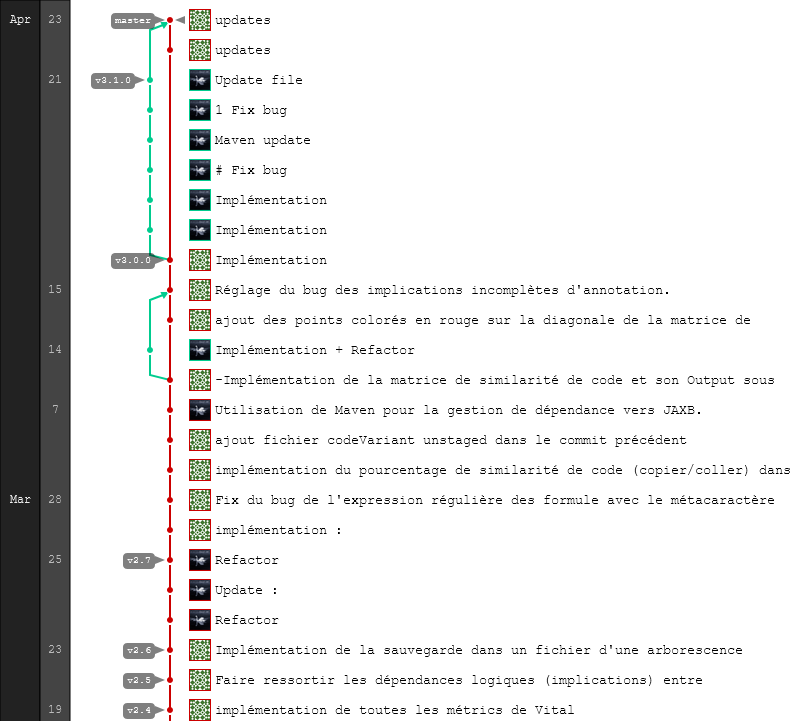 Apr 23 master updates
updates
21 v3.1.0 Update file
1 Fix bug
Maven update
# Fix bug
Implémentation
Implémentation
v3.0.0 Implémentation
15 Réglage du bug des implications incomplètes d'annotation.
ajout des points colorés en rouge sur la diagonale de la matrice de
14 Implémentation + Refactor
-Implémentation de la matrice de similarité de code et son Output sous
7 Utilisation de Maven pour la gestion de dépendance vers JAXB.
ajout fichier codeVariant unstaged dans le commit précédent
implémentation du pourcentage de similarité de code (copier/coller) dans
Mar 28 Fix du bug de l'expression régulière des formule avec le métacaractère
implémentation :
25 v2.7 Refactor
Update :
Refactor
23 v2.6 Implémentation de la sauvegarde dans un fichier d'une arborescence
v2.5 Faire ressortir les dépendances logiques (implications) entre
19 v2.4 implémentation de toutes les métrics de Vital